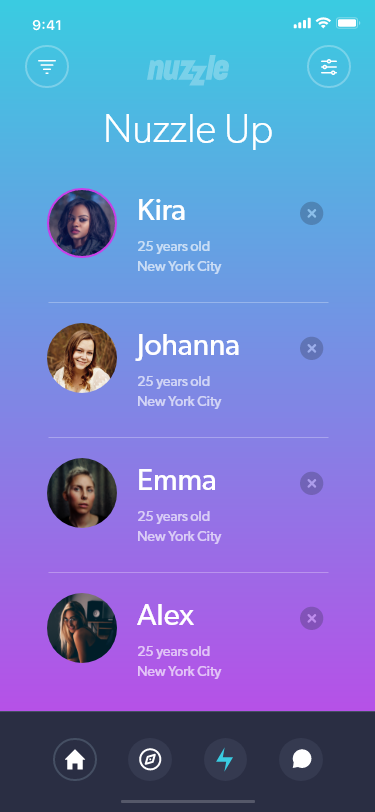 9:41
nuzzle
Nuzzle Up
Kira
25 years old
New York City
Johanna
25 years old
New York City
Emma
25 years old
New York City
Alex
25 years old
New York City